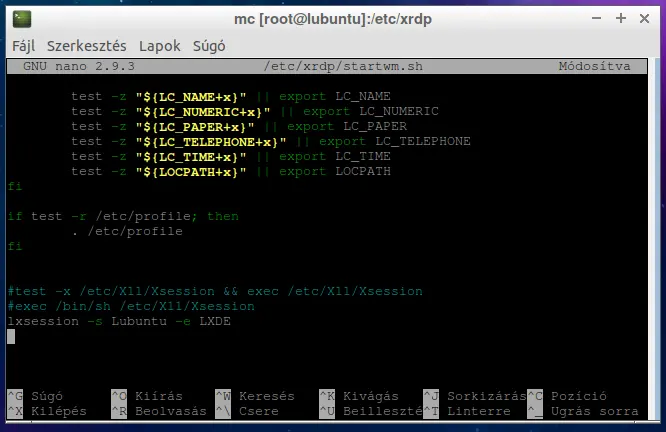 mc [root@lubuntu]:/etc/xrdp
Fájl Szerkesztés Lapok Súgó
GNU nano 2.9.3 /etc/xrdp/startwm.sh Módosítva
test -z "${LC_NAME+x}" || export LC_NAME
test -z "${LC_NUMERIC+x}" || export LC_NUMERIC
test -z "${LC_PAPER+x}" || export LC_PAPER
test -z "${LC_TELEPHONE+x}" || export LC_TELEPHONE
test -z "${LC_TIME+x}" || export LC_TIME
test -z "${LOCPATH+x}" || export LOCPATH
fi
if test -r /etc/profile; then
. /etc/profile
fi
#test -x /etc/X11/Xsession && exec /etc/X11/Xsession
#exec /bin/sh /etc/X11/Xsession
lxsession -s Lubuntu -e LXDE
^G Súgó ^O Kiírás ^W Keresés ^K Kivágás ^J Sorkizárás^C Pozíció
^X Kilépés ^R Beolvasás ^\ Csere ^U Beilleszté^T Linterre ^_ Ugrás sorra